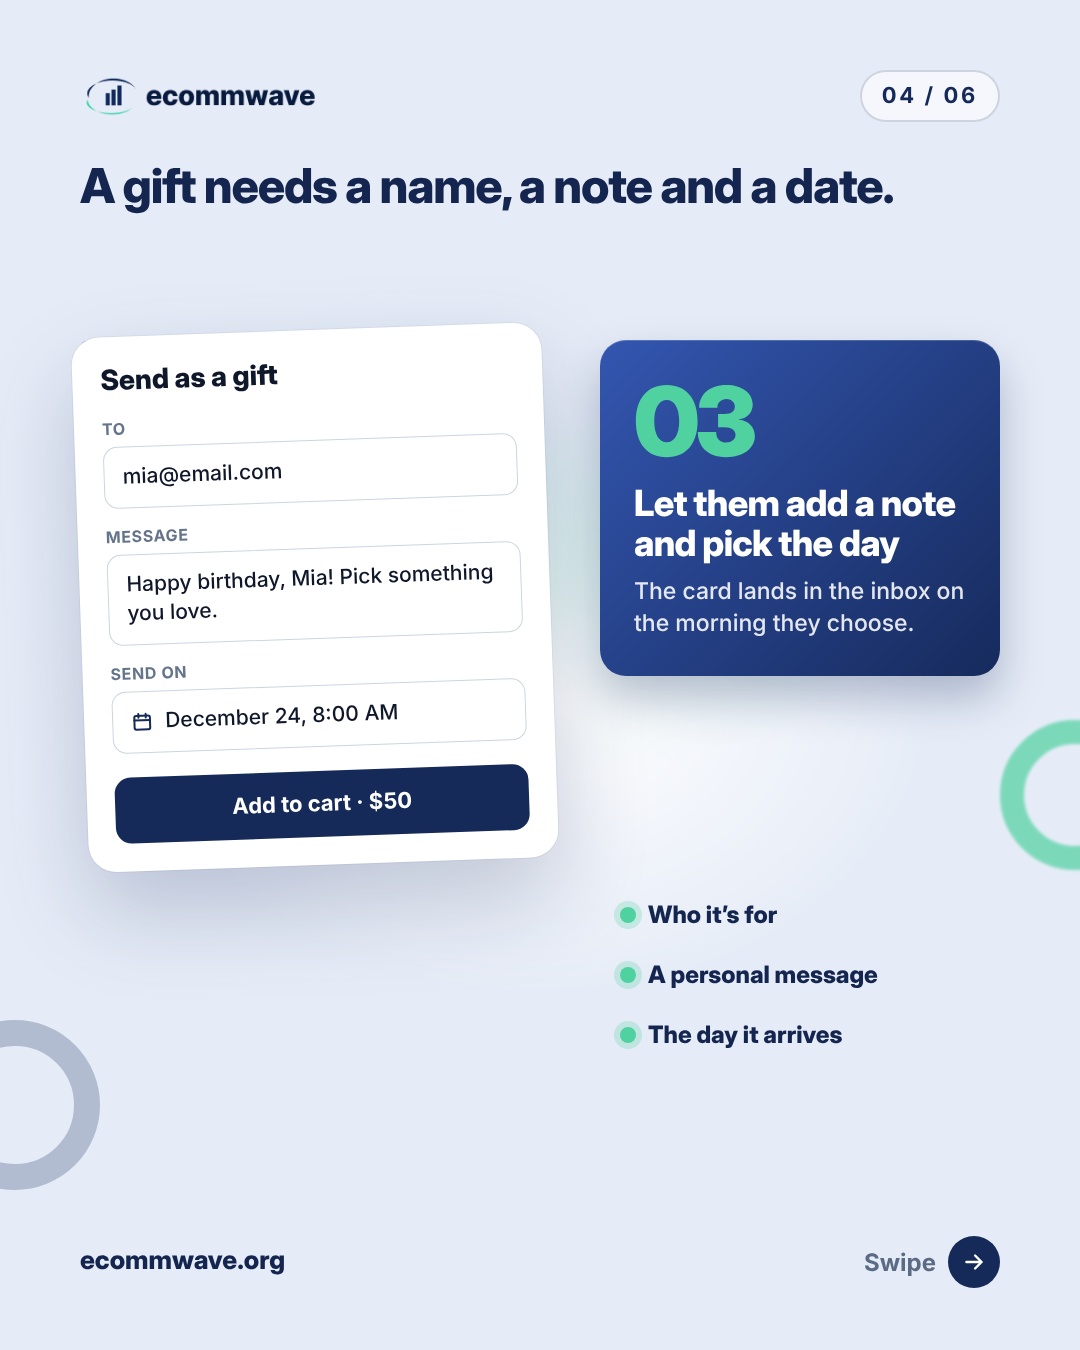 ecommwave
04 / 06
A gift needs a name, a note and a date.
Send as a gift
TO
mia@email.com
MESSAGE
Happy birthday, Mia! Pick something
you love.
SEND ON
December 24, 8:00 AM
Add to cart · $50
03
Let them add a note
and pick the day
The card lands in the inbox on
the morning they choose.
Who it’s for
A personal message
The day it arrives
ecommwave.org
Swipe